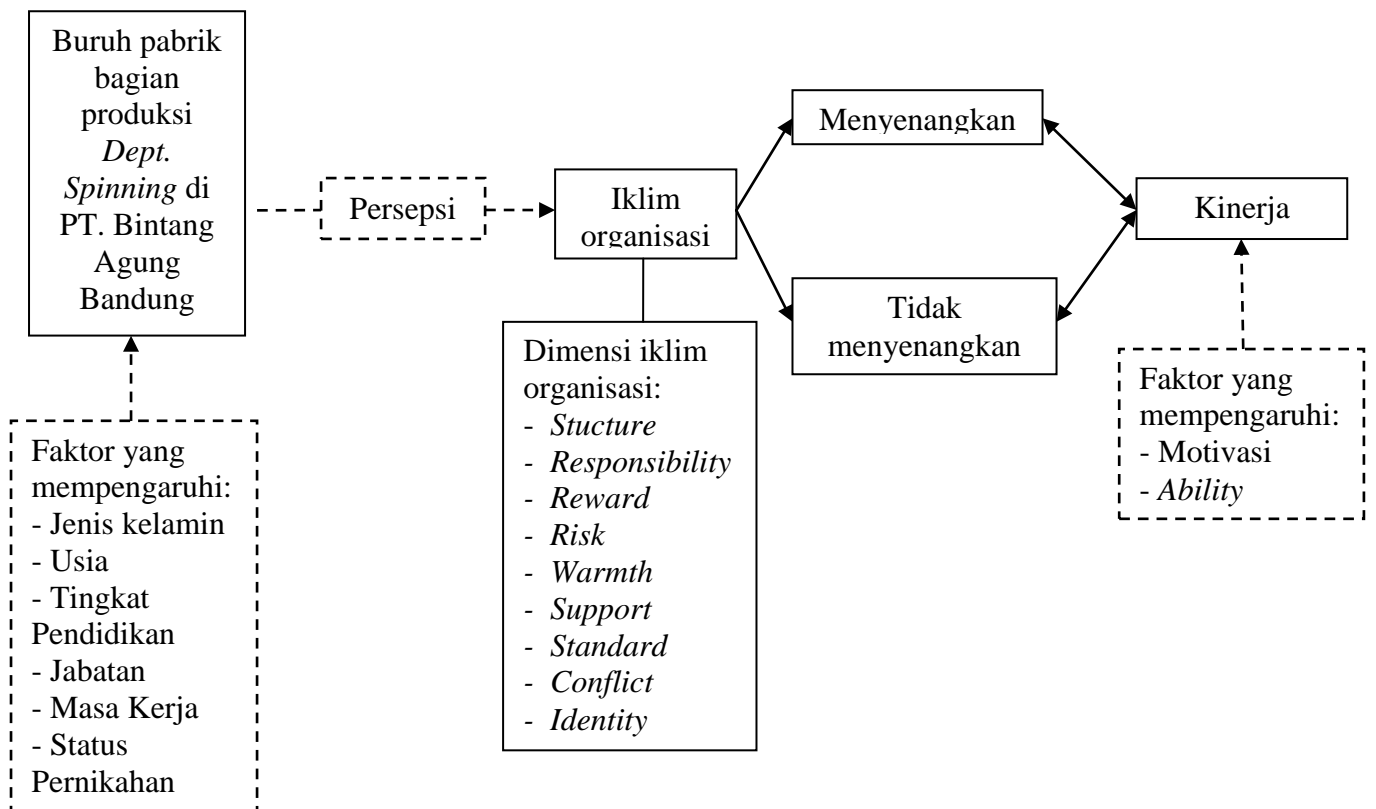 Buruh pabrik
bagian
produksi
Dept.
Spinning di
PT. Bintang
Agung
Bandung
Persepsi
Iklim
organisasi
Menyenangkan
Tidak
menyenangkan
Kinerja
Dimensi iklim
organisasi:
- Stucture
- Responsibility
- Reward
- Risk
- Warmth
- Support
- Standard
- Conflict
- Identity
Faktor yang
mempengaruhi:
- Motivasi
- Ability
Faktor yang
mempengaruhi:
- Jenis kelamin
- Usia
- Tingkat
Pendidikan
- Jabatan
- Masa Kerja
- Status
Pernikahan